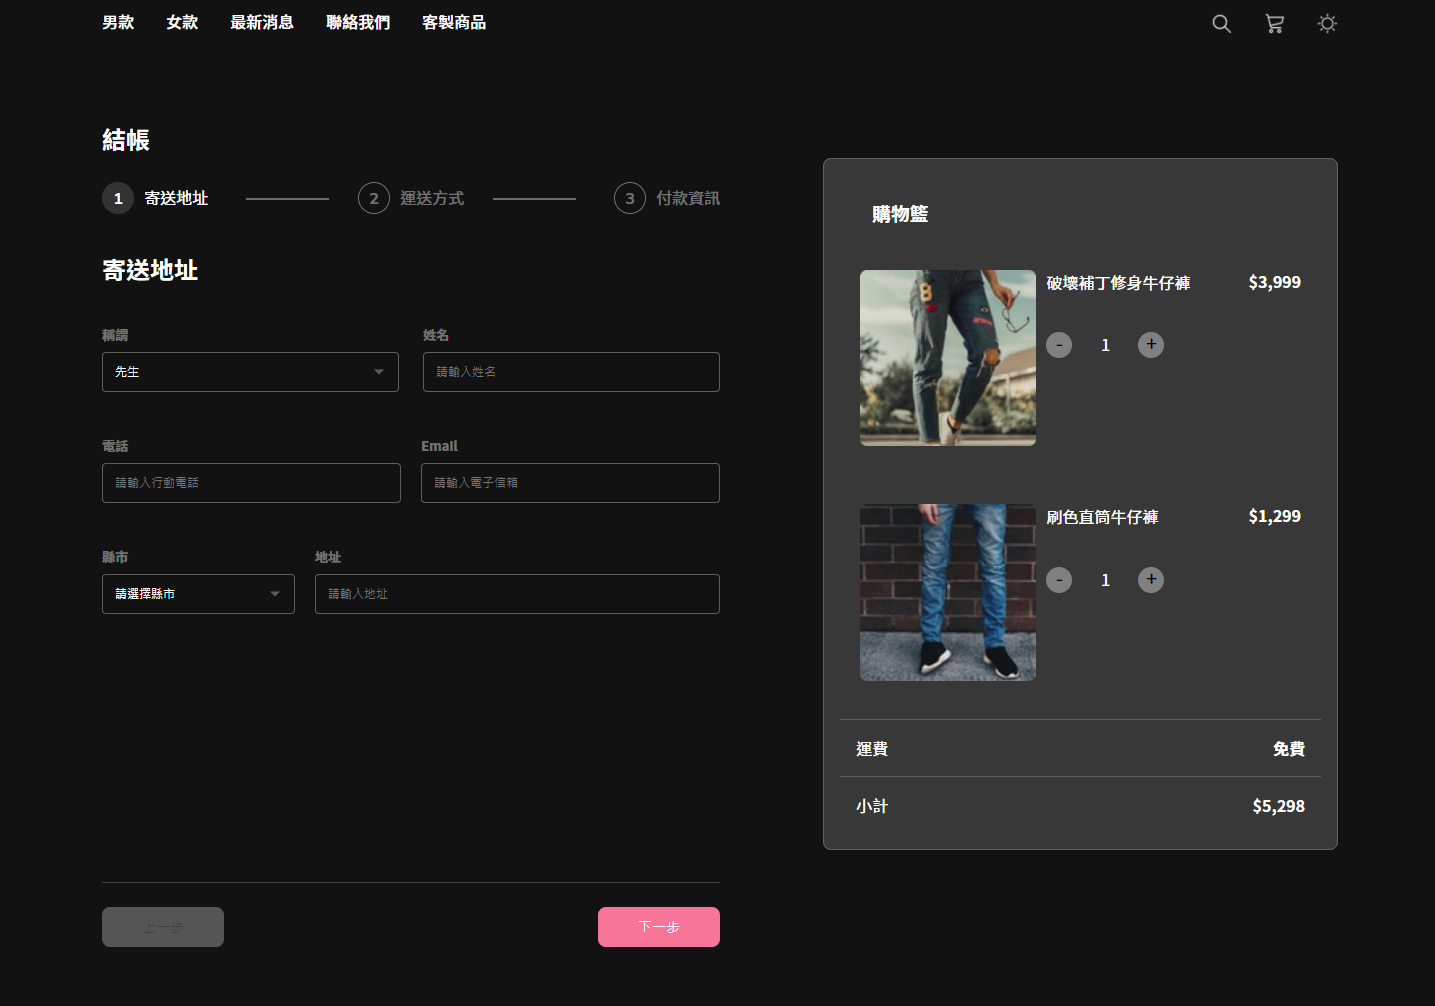 男款 女款 最新消息 聯絡我們 客製商品
結帳
1 寄送地址 2 運送方式 3 付款資訊
寄送地址
稱謂 姓名
先生 請輸入姓名
電話 Email
請輸入行動電話 請輸入電子信箱
縣市 地址
請選擇縣市 請輸入地址
上一步 下一步
購物籃
破壞補丁修身牛仔褲 $3,999
- 1 +
刷色直筒牛仔褲 $1,299
- 1 +
運費 免費
小計 $5,298